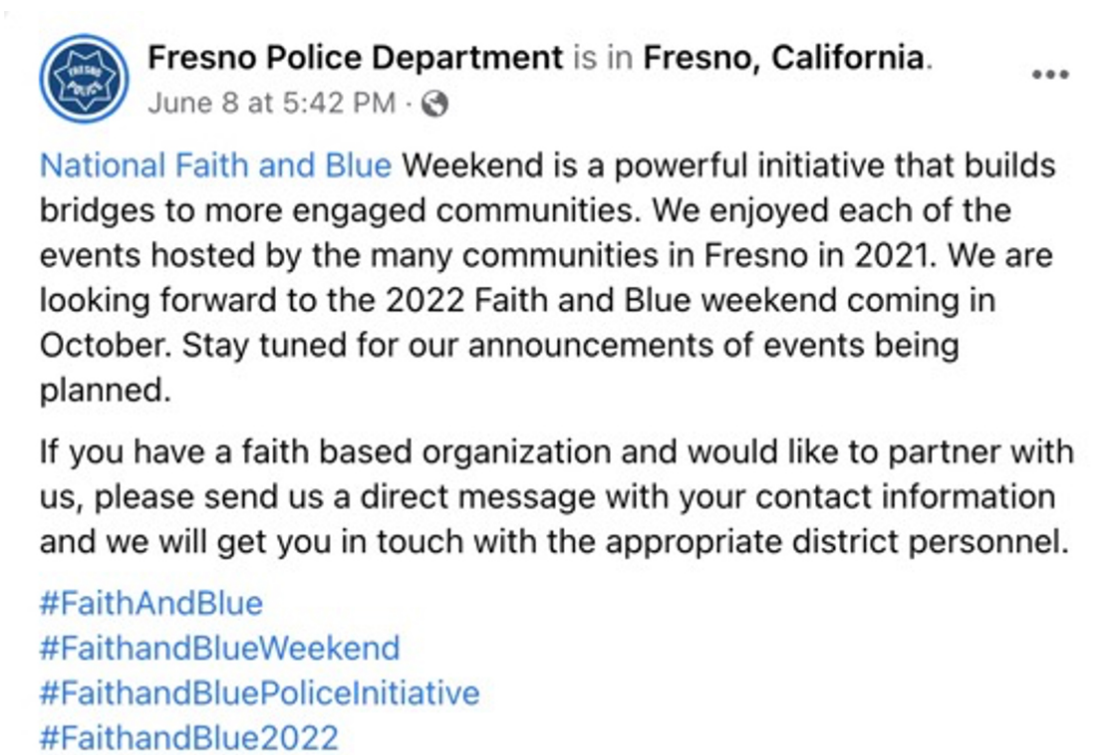 Fresno Police Department is in Fresno, California.
June 8 at 5:42 PM ·
National Faith and Blue Weekend is a powerful initiative that builds
bridges to more engaged communities. We enjoyed each of the
events hosted by the many communities in Fresno in 2021. We are
looking forward to the 2022 Faith and Blue weekend coming in
October. Stay tuned for our announcements of events being
planned.
If you have a faith based organization and would like to partner with
us, please send us a direct message with your contact information
and we will get you in touch with the appropriate district personnel.
#FaithAndBlue
#FaithandBlueWeekend
#FaithandBluePoliceInitiative
#FaithandBlue2022
FRESNO
POLICE